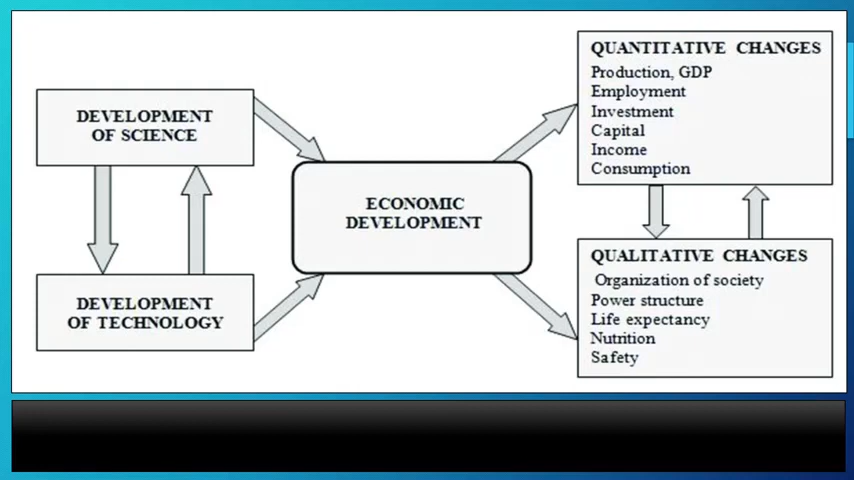 DEVELOPMENT
OF SCIENCE
DEVELOPMENT
OF TECHNOLOGY
ECONOMIC
DEVELOPMENT
QUANTITATIVE CHANGES
Production, GDP
Employment
Investment
Capital
Income
Consumption
QUALITATIVE CHANGES
Organization of society
Power structure
Life expectancy
Nutrition
Safety